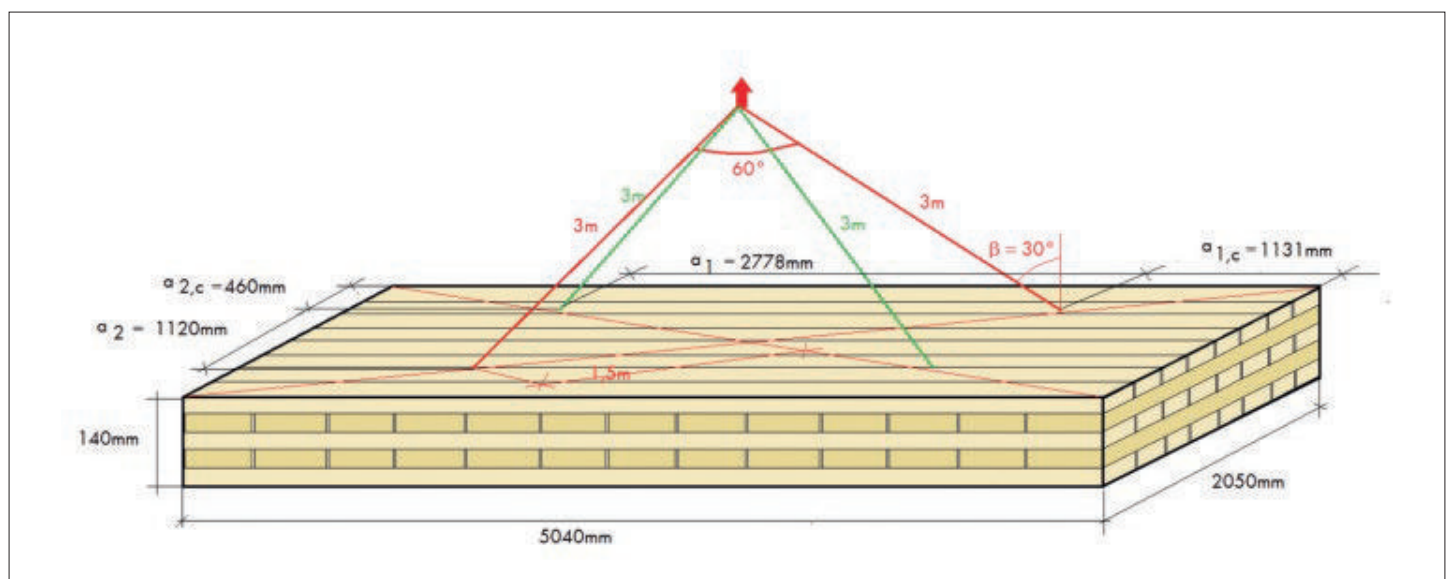 60°
3m
3m
3m
3m
β = 30°
a 1,c = 1131mm
a 1 = 2778mm
a 2,c = 460mm
a 2 = 1120mm
1,5m
140mm
2050mm
5040mm